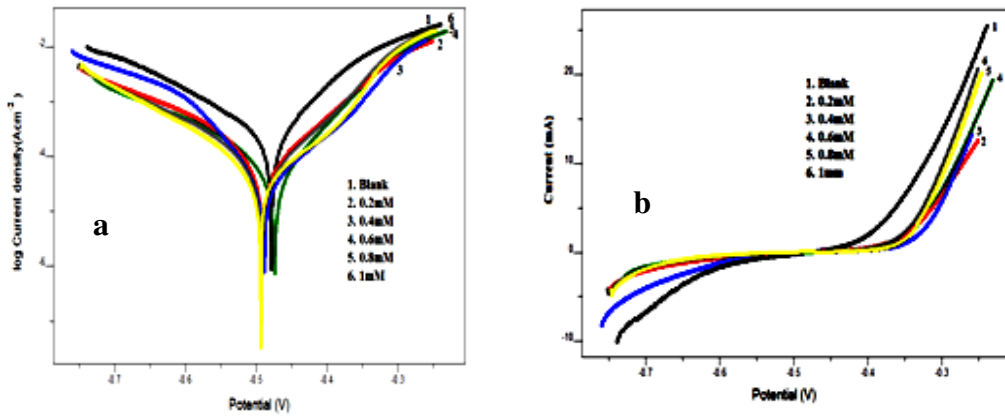 1 6
4
2
3
-2
-4
-6
log Current density(Acm⁻²)
a
1. Blank
2. 0.2mM
3. 0.4mM
4. 0.6mM
5. 0.8mM
6. 1mM
-0.7 -0.6 -0.5 -0.4 -0.3
Potential (V)
1
4
5
6
3
2
20
10
0
-10
Current (mA)
b
1. Blank
2. 0.2mM
3. 0.4mM
4. 0.6mM
5. 0.8mM
6. 1mm
-0.7 -0.6 -0.5 -0.4 -0.3
Potential (V)